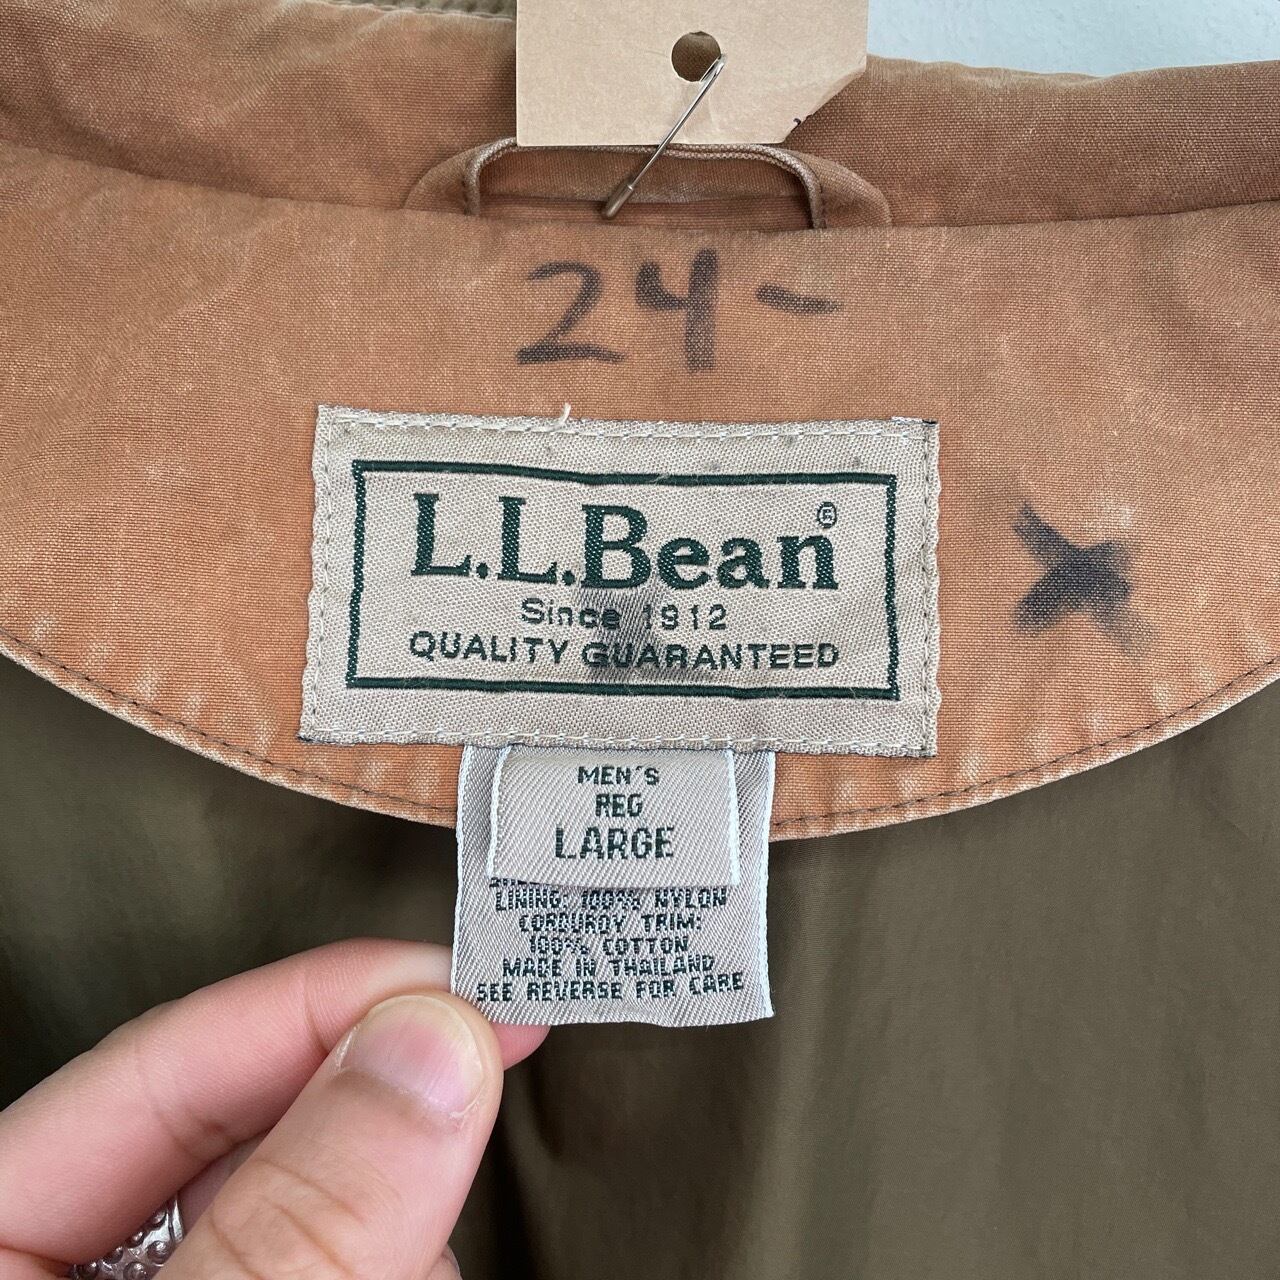 24-
L.L.Bean®
Since 1912
QUALITY GUARANTEED
MEN'S
REG
LARGE
LINING: 100% NYLON
CORDUROY TRIM:
100% COTTON
MADE IN THAILAND
SEE REVERSE FOR CARE